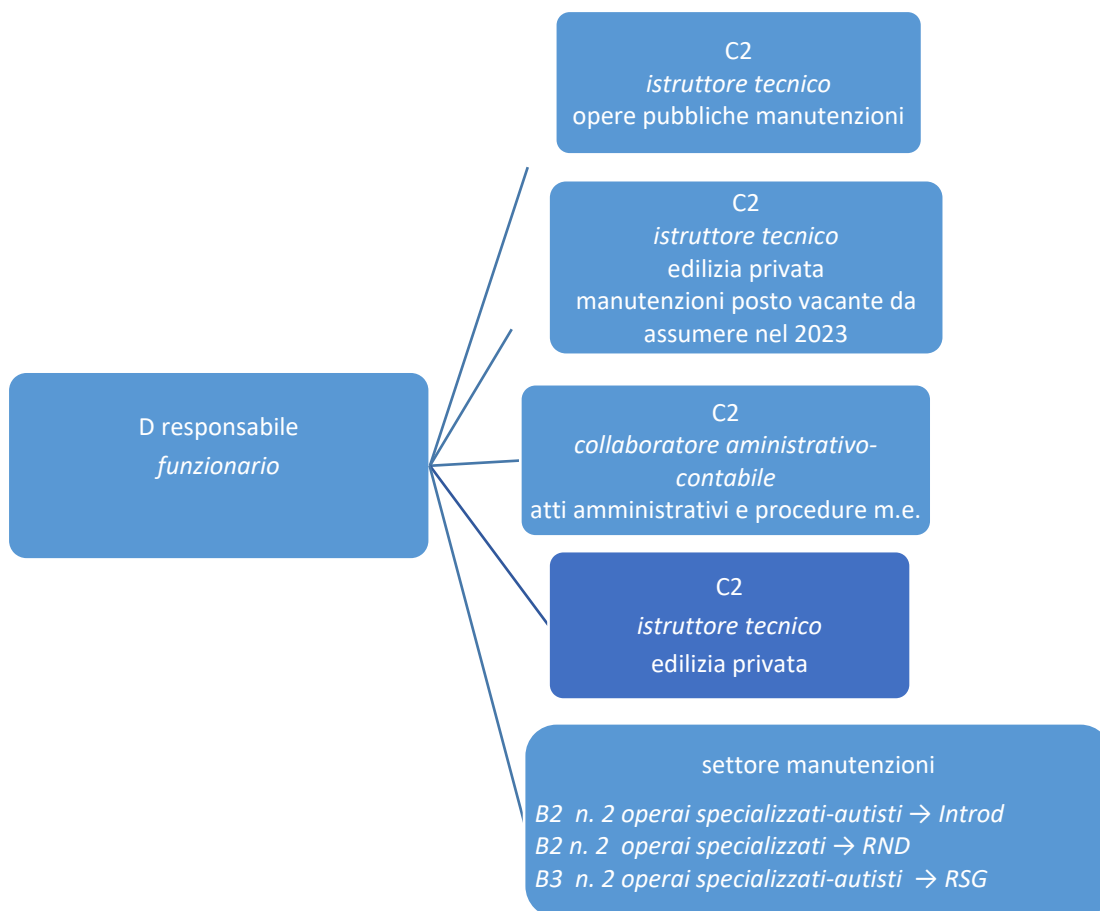 C2
istruttore tecnico
opere pubbliche manutenzioni
C2
istruttore tecnico
edilizia privata
manutenzioni posto vacante da
assumere nel 2023
D responsabile
funzionario
C2
collaboratore aministrativo-
contabile
atti amministrativi e procedure m.e.
C2
istruttore tecnico
edilizia privata
settore manutenzioni
B2 n. 2 operai specializzati-autisti → Introd
B2 n. 2 operai specializzati → RND
B3 n. 2 operai specializzati-autisti → RSG